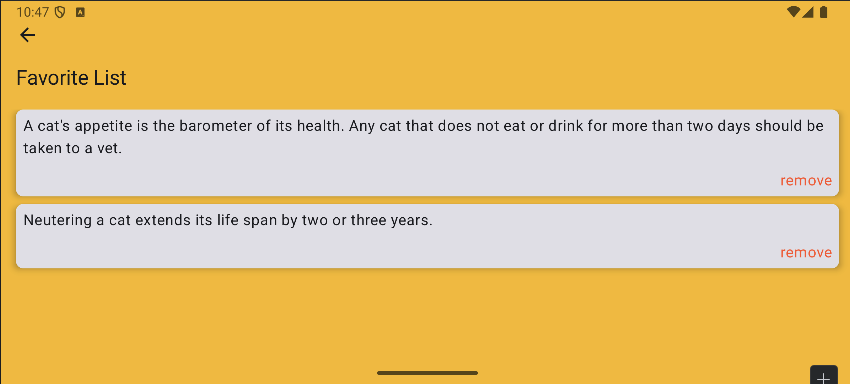 10:47
Favorite List
A cat's appetite is the barometer of its health. Any cat that does not eat or drink for more than two days should be
taken to a vet.
remove
Neutering a cat extends its life span by two or three years.
remove